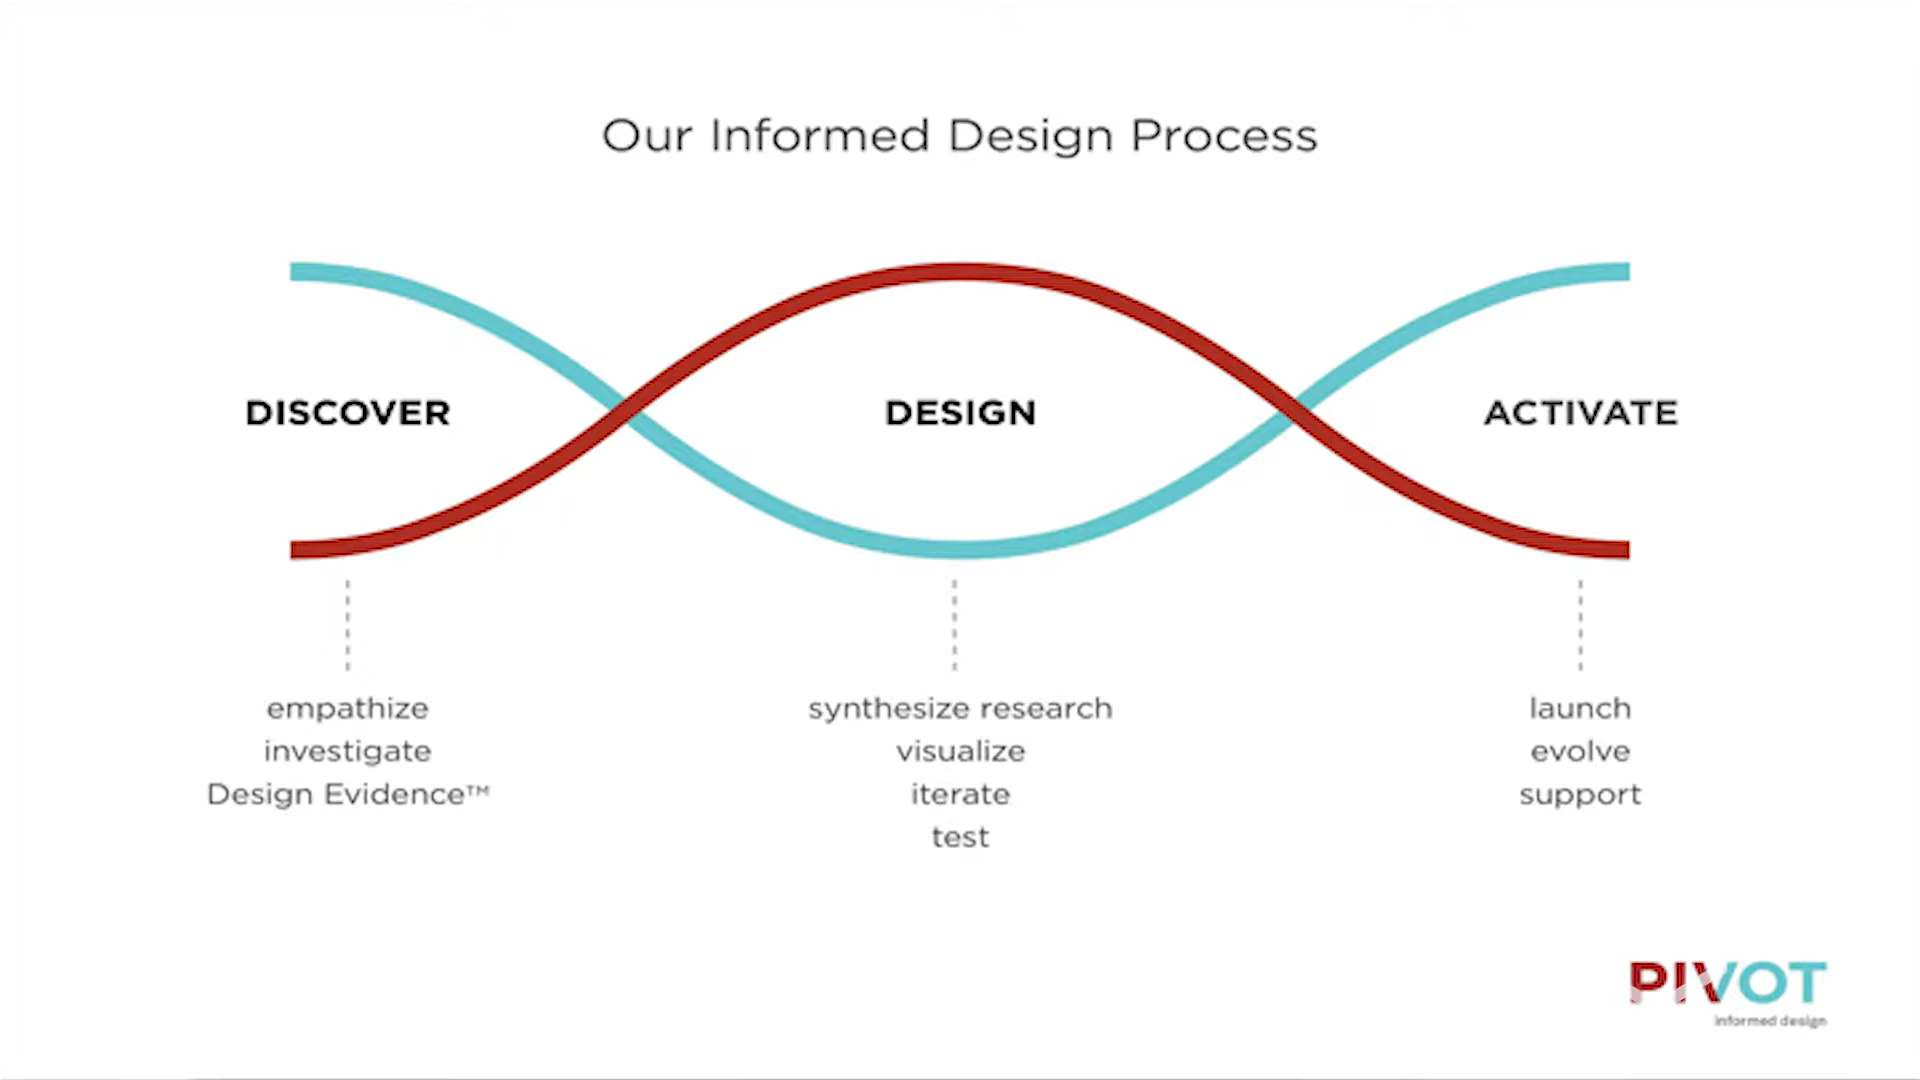 Our Informed Design Process
DISCOVER
DESIGN
ACTIVATE
empathize
investigate
Design Evidence™
synthesize research
visualize
iterate
test
launch
evolve
support
PIVOT
informed design